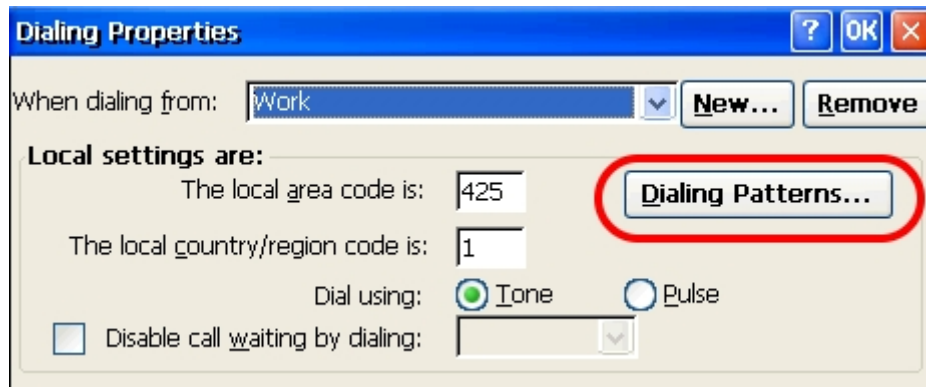 Dialing Properties ? OK
When dialing from: Work New... Remove
Local settings are:
The local area code is: 425 Dialing Patterns...
The local country/region code is: 1
Dial using: Tone Pulse
Disable call waiting by dialing: